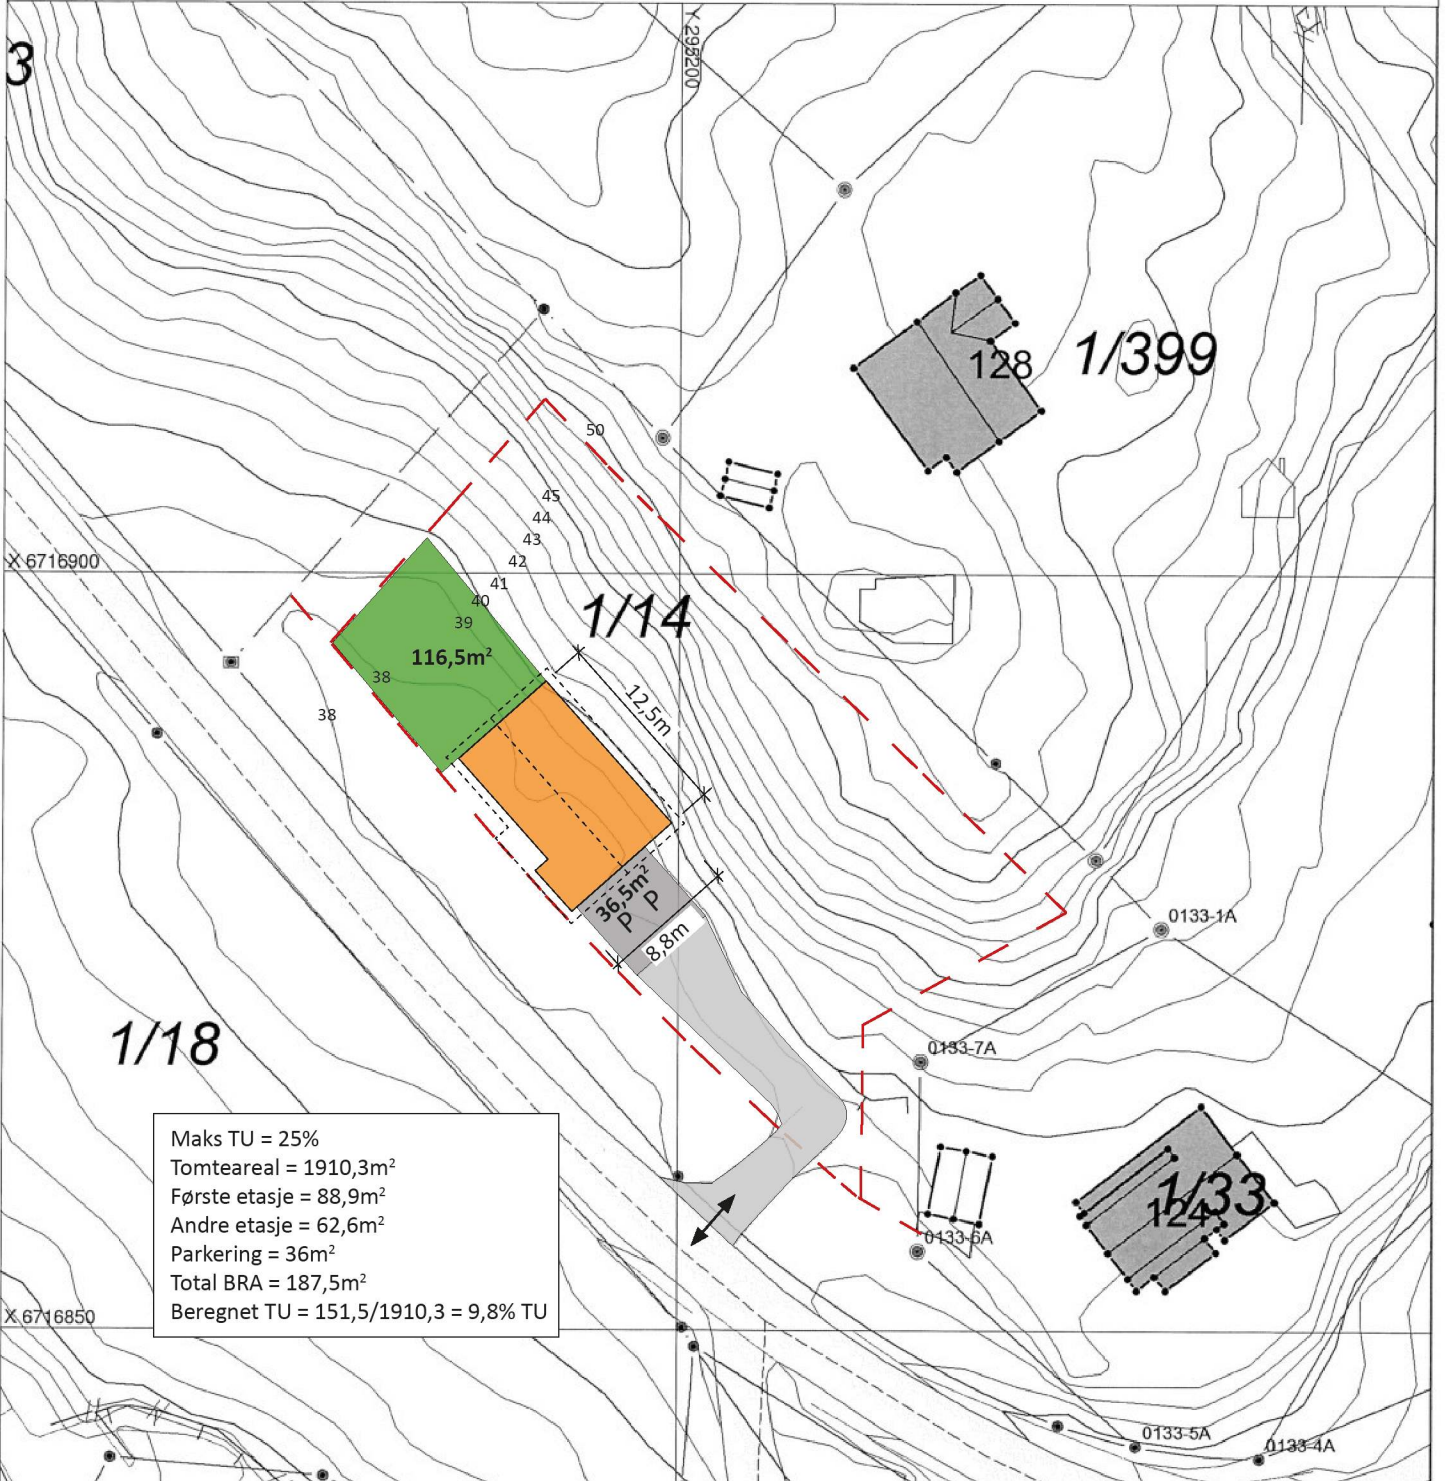 3
Y 295200
128
1/399
50
45
44
43
X 6716900
42
41
40
39
1/14
116,5m²
38
38
12,5m
36,5m²
P P
8,8m
0133-1A
1/18
0133-7A
Maks TU = 25%
Tomteareal = 1910,3m²
Første etasje = 88,9m²
Andre etasje = 62,6m²
Parkering = 36m²
Total BRA = 187,5m²
Beregnet TU = 151,5/1910,3 = 9,8% TU
1/33
124
0133-6A
X 6716850
0133-5A
0133-4A